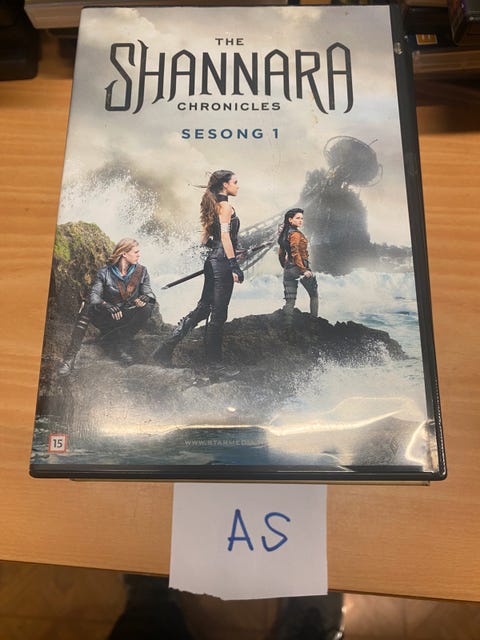 THE
SHANNARA
CHRONICLES
SESONG 1
15
AS